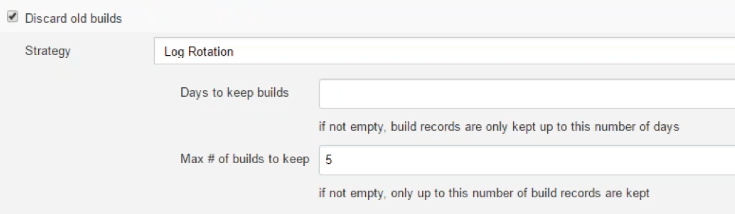 Discard old builds
Strategy
Log Rotation
Days to keep builds
if not empty, build records are only kept up to this number of days
Max # of builds to keep
5
if not empty, only up to this number of build records are kept